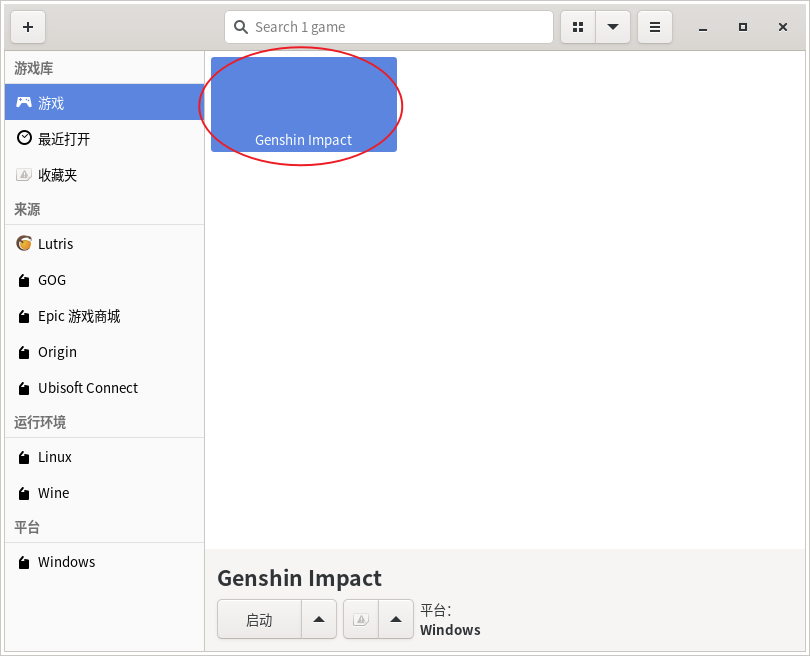 Search 1 game
游戏库
游戏
最近打开
收藏夹
来源
Lutris
GOG
Epic 游戏商城
Origin
Ubisoft Connect
运行环境
Linux
Wine
平台
Windows
Genshin Impact
Genshin Impact
启动
平台：
Windows